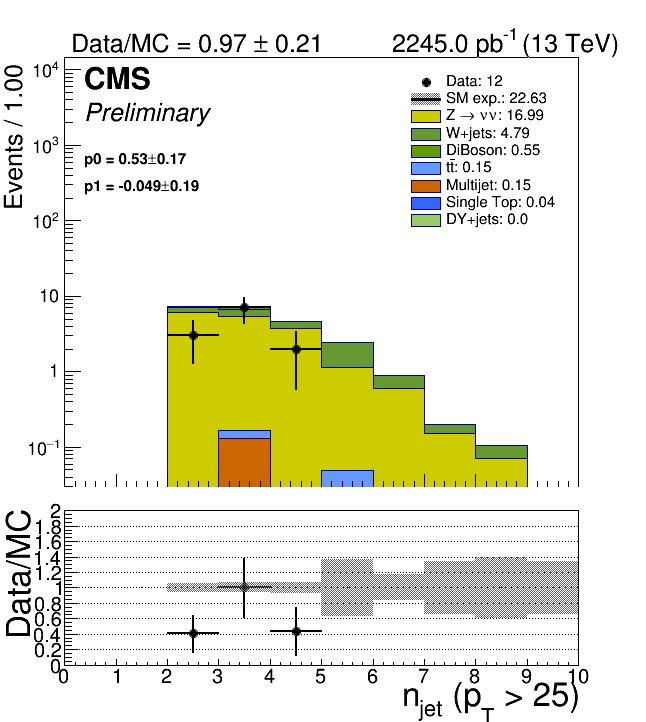 Data/MC = 0.97 ± 0.21 2245.0 pb⁻¹ (13 TeV)
CMS
Preliminary
p0 = 0.53±0.17
p1 = -0.049±0.19
Data: 12
SM exp.: 22.63
Z → νν: 16.99
W+jets: 4.79
DiBoson: 0.55
tt̄: 0.15
Multijet: 0.15
Single Top: 0.04
DY+jets: 0.0
Events / 1.00
10⁴
10³
10²
10
1
10⁻¹
Data/MC
2
1.8
1.6
1.4
1.2
1
0.8
0.6
0.4
0.2
0
0 1 2 3 4 5 6 7 8 9 10
n_jet (p_T > 25)